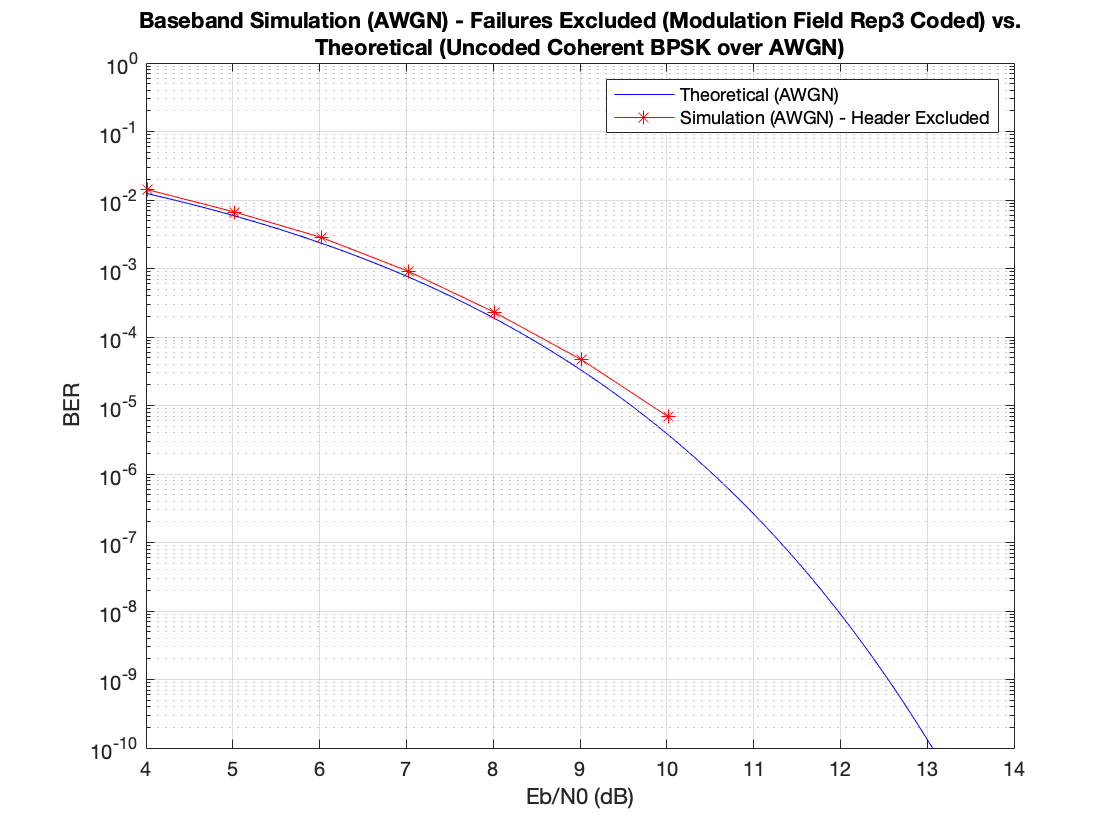 Baseband Simulation (AWGN) - Failures Excluded (Modulation Field Rep3 Coded) vs.
Theoretical (Uncoded Coherent BPSK over AWGN)
Theoretical (AWGN)
Simulation (AWGN) - Header Excluded
BER
10^0
10^-1
10^-2
10^-3
10^-4
10^-5
10^-6
10^-7
10^-8
10^-9
10^-10
4 5 6 7 8 9 10 11 12 13 14
Eb/N0 (dB)